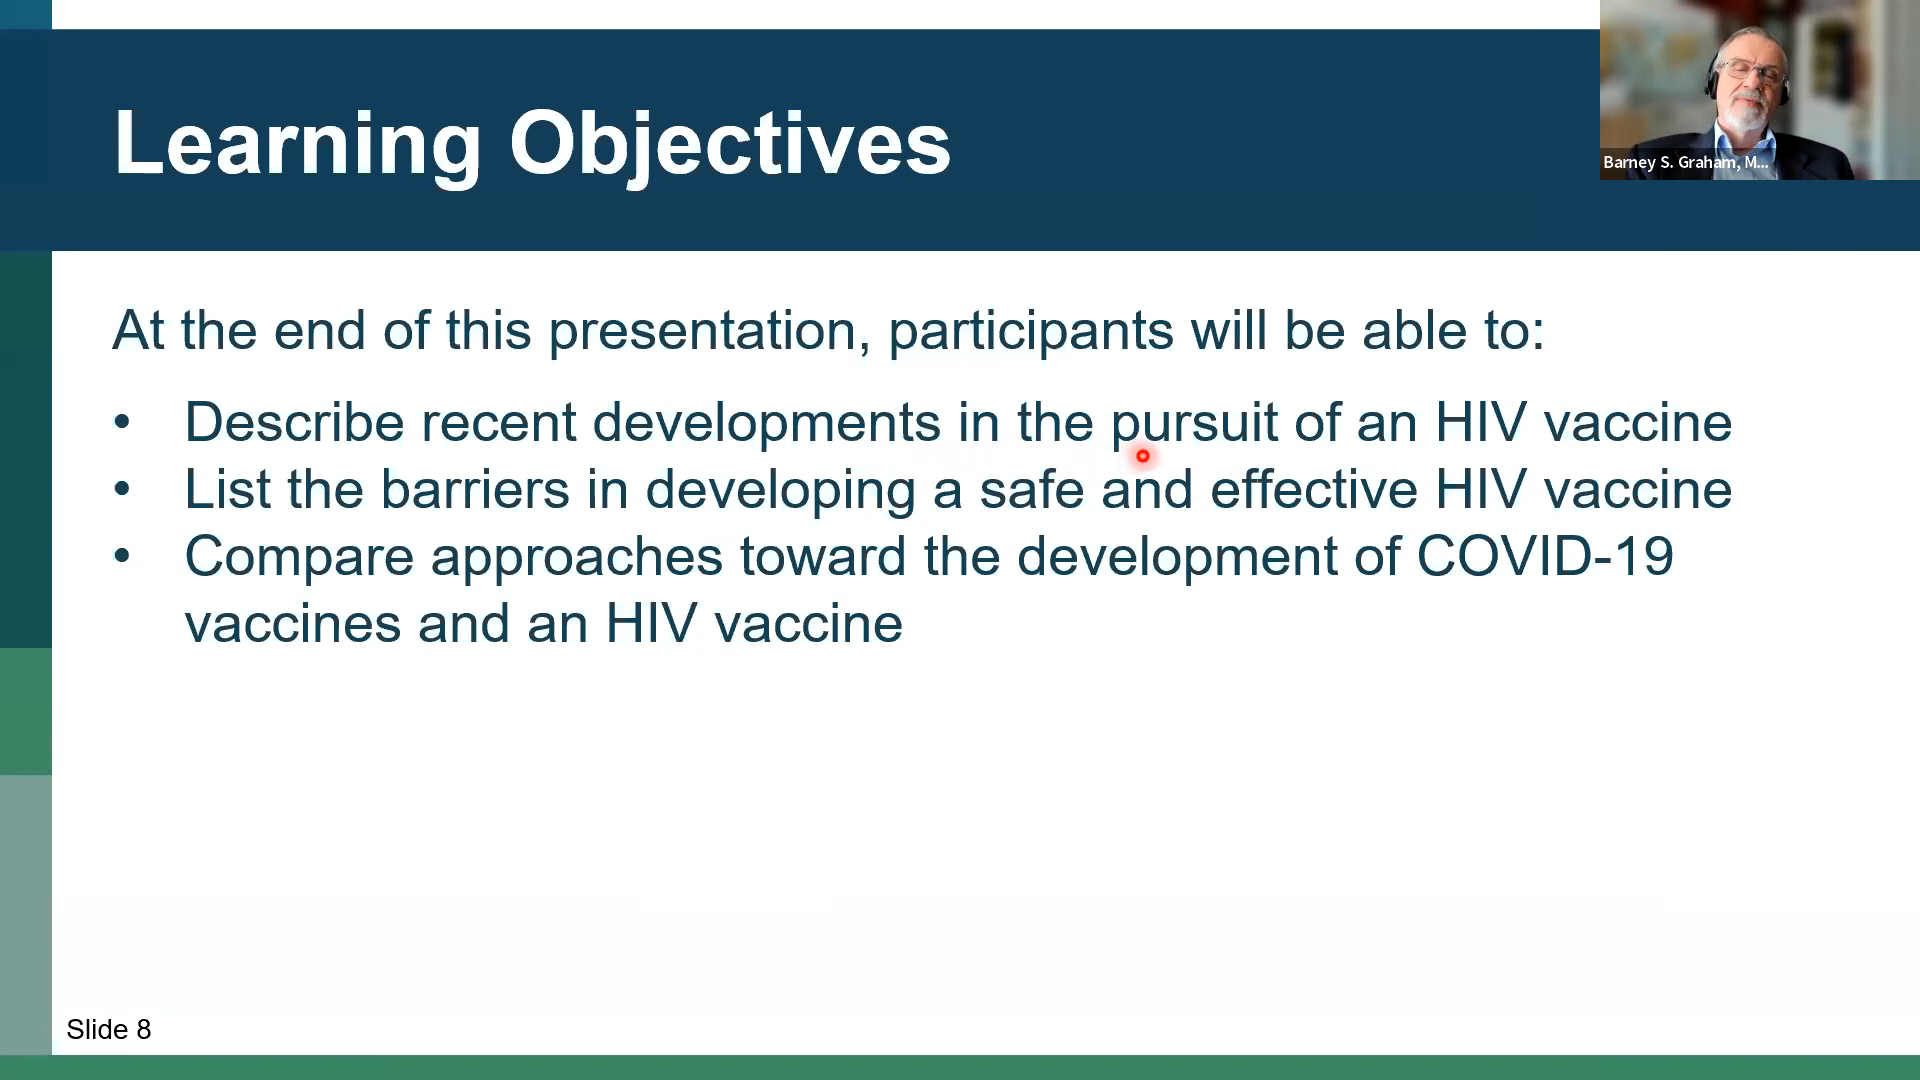 Learning Objectives
Barney S. Graham, M...
At the end of this presentation, participants will be able to:
• Describe recent developments in the pursuit of an HIV vaccine
• List the barriers in developing a safe and effective HIV vaccine
• Compare approaches toward the development of COVID-19
vaccines and an HIV vaccine
Slide 8